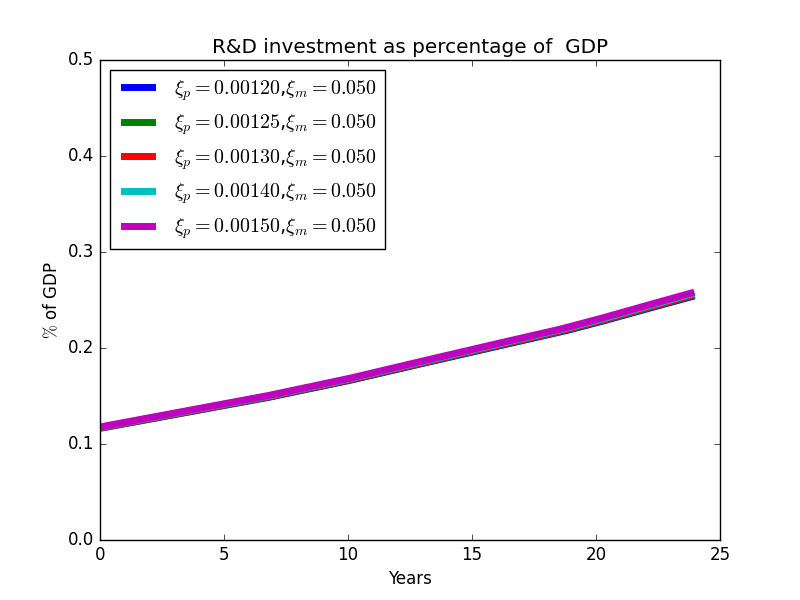 R&D investment as percentage of  GDP
ξp = 0.00120,ξm = 0.050
ξp = 0.00125,ξm = 0.050
ξp = 0.00130,ξm = 0.050
ξp = 0.00140,ξm = 0.050
ξp = 0.00150,ξm = 0.050
0.5
0.4
0.3
0.2
0.1
0.0
% of GDP
0 5 10 15 20 25
Years